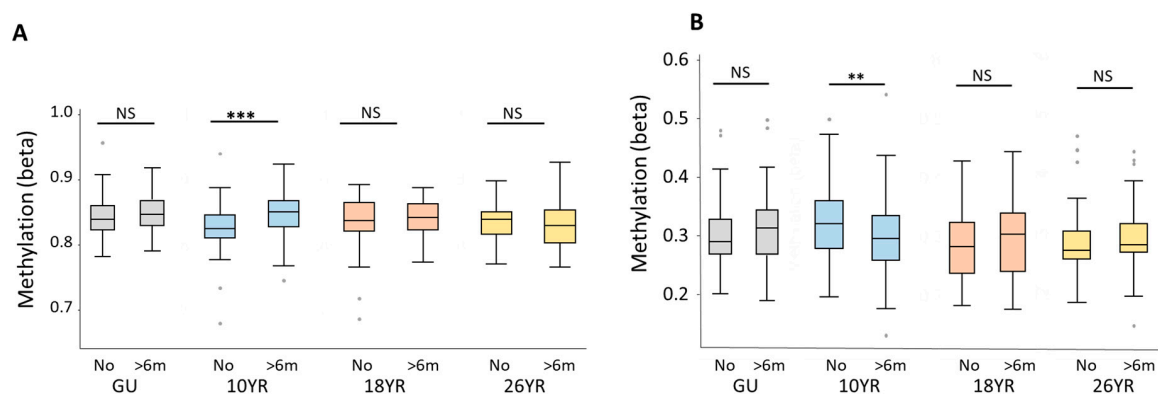 A
Methylation (beta)
1.0
0.9
0.8
0.7
NS
***
NS
NS
No >6m No >6m No >6m No >6m
GU 10YR 18YR 26YR
B
Methylation (beta)
0.6
0.5
0.4
0.3
0.2
NS
**
NS
NS
No >6m No >6m No >6m No >6m
GU 10YR 18YR 26YR